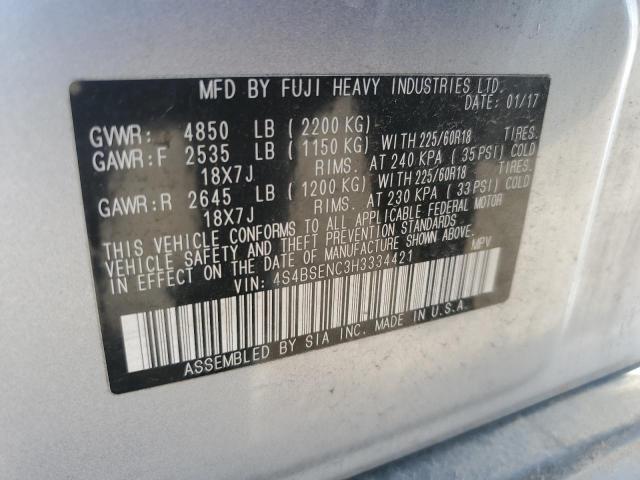 MFD BY FUJI HEAVY INDUSTRIES LTD.
DATE: 01/17
GVWR: 4850 LB (2200 KG)
GAWR:F 2535 LB (1150 KG) WITH 225/60R18 TIRES.
18X7J RIMS. AT 240 KPA (35 PSI) COLD
GAWR:R 2645 LB (1200 KG) WITH 225/60R18 TIRES.
18X7J RIMS. AT 230 KPA (33 PSI) COLD
THIS VEHICLE CONFORMS TO ALL APPLICABLE FEDERAL MOTOR
VEHICLE SAFETY AND THEFT PREVENTION STANDARDS
IN EFFECT ON THE DATE OF MANUFACTURE SHOWN ABOVE.
VIN: 4S4BSENC3H3334421 MPV
ASSEMBLED BY SIA INC. MADE IN U.S.A.